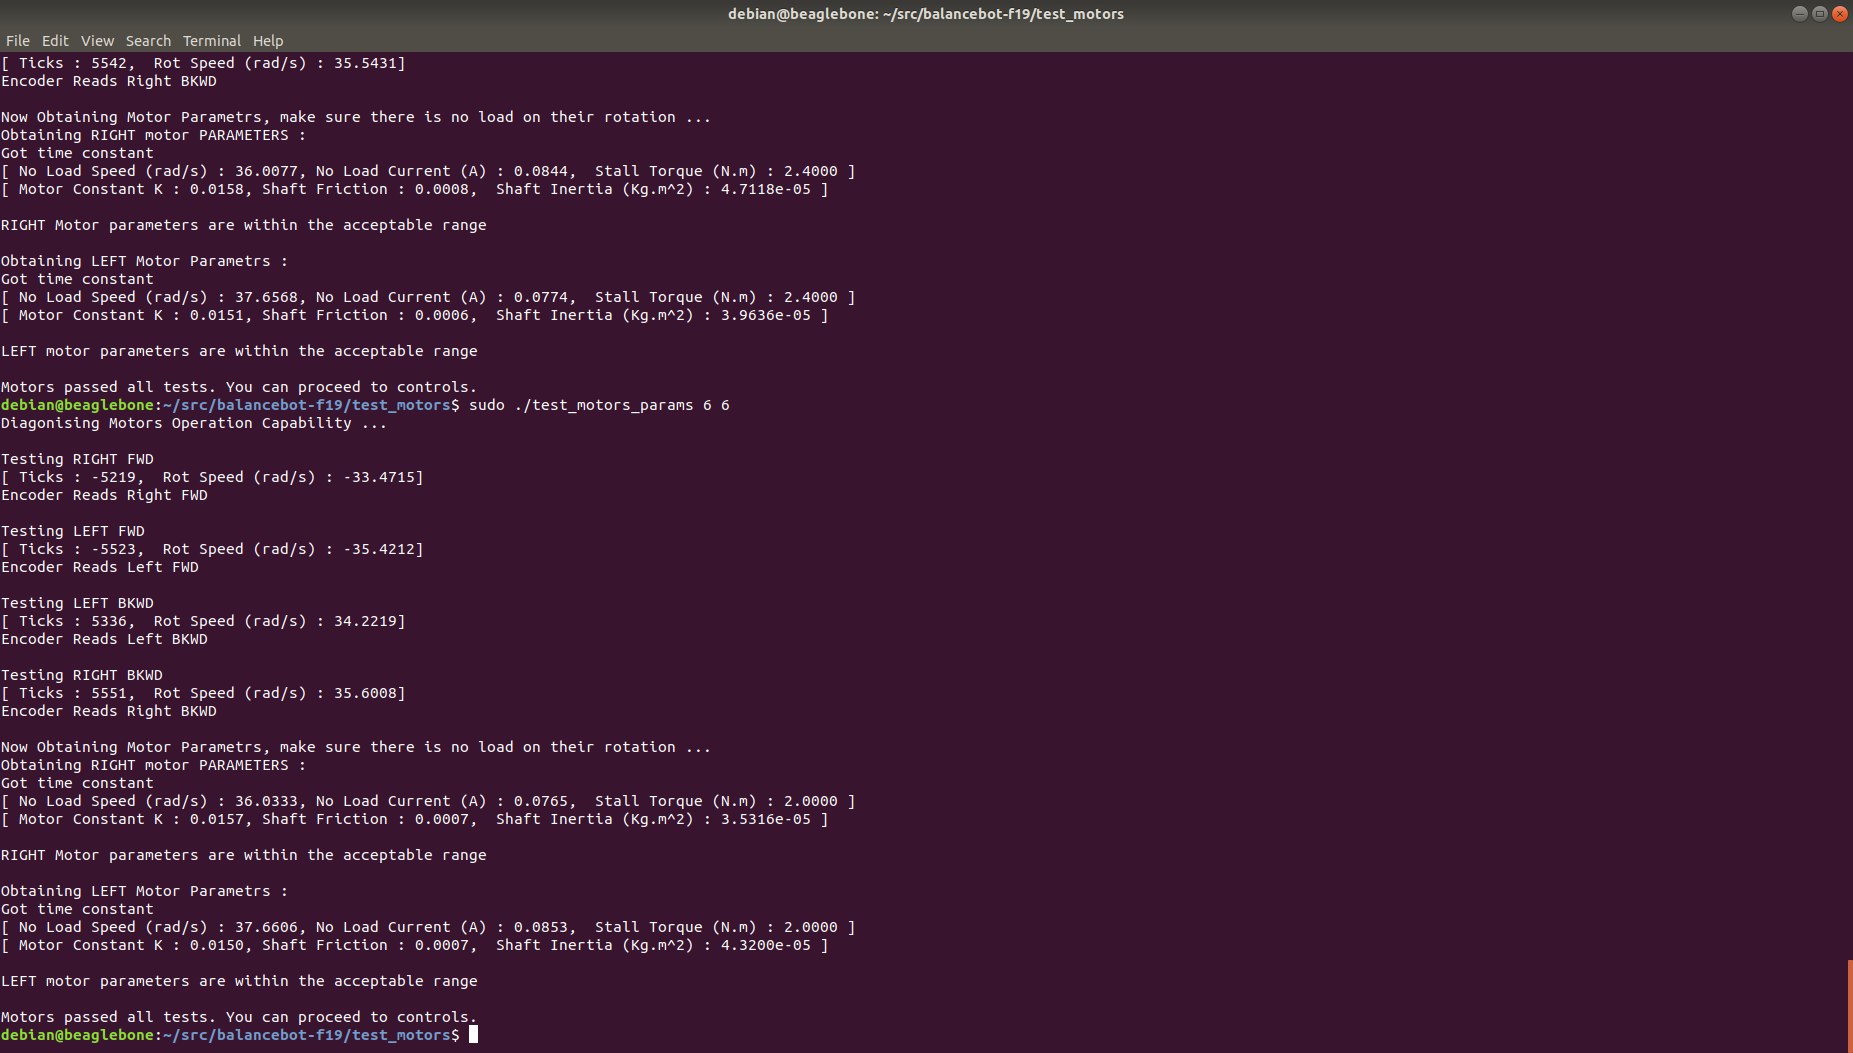 debian@beaglebone: ~/src/balancebot-f19/test_motors
File Edit View Search Terminal Help
[ Ticks : 5542,  Rot Speed (rad/s) : 35.5431]
Encoder Reads Right BKWD
Now Obtaining Motor Parametrs, make sure there is no load on their rotation ...
Obtaining RIGHT motor PARAMETERS :
Got time constant
[ No Load Speed (rad/s) : 36.0077, No Load Current (A) : 0.0844,  Stall Torque (N.m) : 2.4000 ]
[ Motor Constant K : 0.0158, Shaft Friction : 0.0008,  Shaft Inertia (Kg.m^2) : 4.7118e-05 ]
RIGHT Motor parameters are within the acceptable range
Obtaining LEFT Motor Parametrs :
Got time constant
[ No Load Speed (rad/s) : 37.6568, No Load Current (A) : 0.0774,  Stall Torque (N.m) : 2.4000 ]
[ Motor Constant K : 0.0151, Shaft Friction : 0.0006,  Shaft Inertia (Kg.m^2) : 3.9636e-05 ]
LEFT motor parameters are within the acceptable range
Motors passed all tests. You can proceed to controls.
debian@beaglebone:~/src/balancebot-f19/test_motors$ sudo ./test_motors_params 6 6
Diagonising Motors Operation Capability ...
Testing RIGHT FWD
[ Ticks : -5219,  Rot Speed (rad/s) : -33.4715]
Encoder Reads Right FWD
Testing LEFT FWD
[ Ticks : -5523,  Rot Speed (rad/s) : -35.4212]
Encoder Reads Left FWD
Testing LEFT BKWD
[ Ticks : 5336,  Rot Speed (rad/s) : 34.2219]
Encoder Reads Left BKWD
Testing RIGHT BKWD
[ Ticks : 5551,  Rot Speed (rad/s) : 35.6008]
Encoder Reads Right BKWD
Now Obtaining Motor Parametrs, make sure there is no load on their rotation ...
Obtaining RIGHT motor PARAMETERS :
Got time constant
[ No Load Speed (rad/s) : 36.0333, No Load Current (A) : 0.0765,  Stall Torque (N.m) : 2.0000 ]
[ Motor Constant K : 0.0157, Shaft Friction : 0.0007,  Shaft Inertia (Kg.m^2) : 3.5316e-05 ]
RIGHT Motor parameters are within the acceptable range
Obtaining LEFT Motor Parametrs :
Got time constant
[ No Load Speed (rad/s) : 37.6606, No Load Current (A) : 0.0853,  Stall Torque (N.m) : 2.0000 ]
[ Motor Constant K : 0.0150, Shaft Friction : 0.0007,  Shaft Inertia (Kg.m^2) : 4.3200e-05 ]
LEFT motor parameters are within the acceptable range
Motors passed all tests. You can proceed to controls.
debian@beaglebone:~/src/balancebot-f19/test_motors$